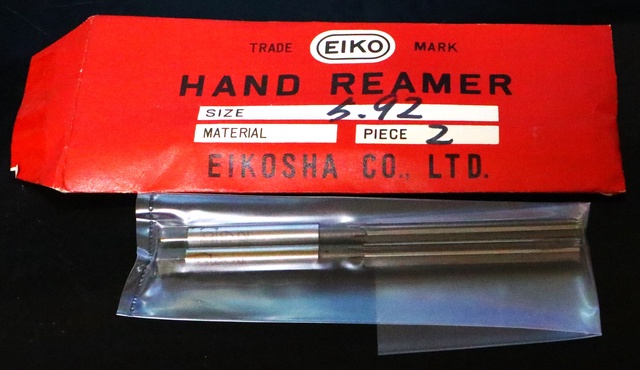 TRADE EIKO MARK
HAND REAMER
SIZE 5.92
MATERIAL PIECE 2
EIKOSHA CO., LTD.